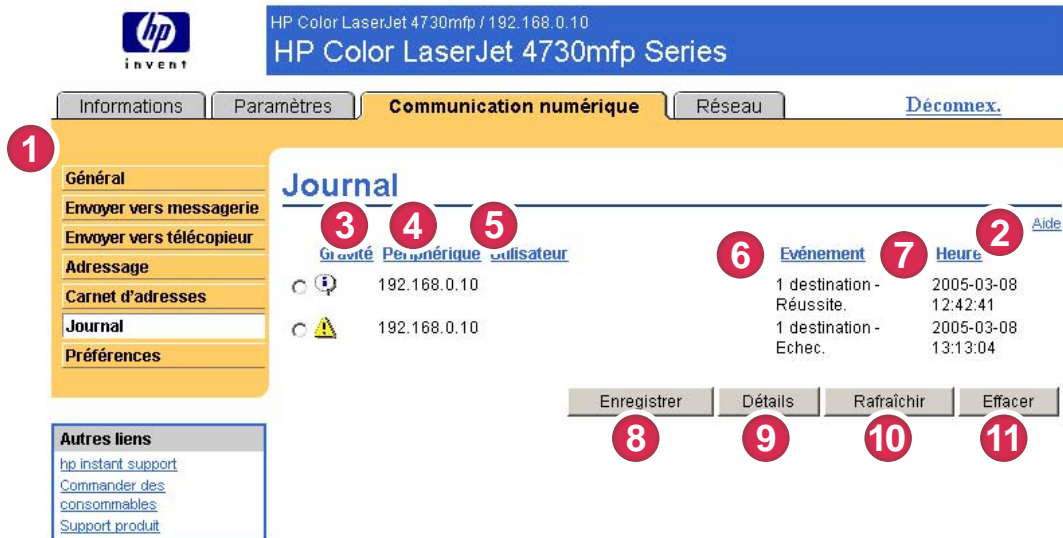 hp
invent
HP Color LaserJet 4730mfp / 192.168.0.10
HP Color LaserJet 4730mfp Series
Informations Paramètres Communication numérique Réseau Déconnex.
1
Général
Envoyer vers messagerie
Envoyer vers télécopieur
Adressage
Carnet d'adresses
Journal
Préférences
Journal
Aide
3 4 5 6 7 2
Gravité Périphérique Utilisateur Evénement Heure
192.168.0.10 1 destination - 2005-03-08
Réussite. 12:42:41
192.168.0.10 1 destination - 2005-03-08
Echec. 13:13:04
Enregistrer Détails Rafraîchir Effacer
8 9 10 11
Autres liens
hp instant support
Commander des
consommables
Support produit